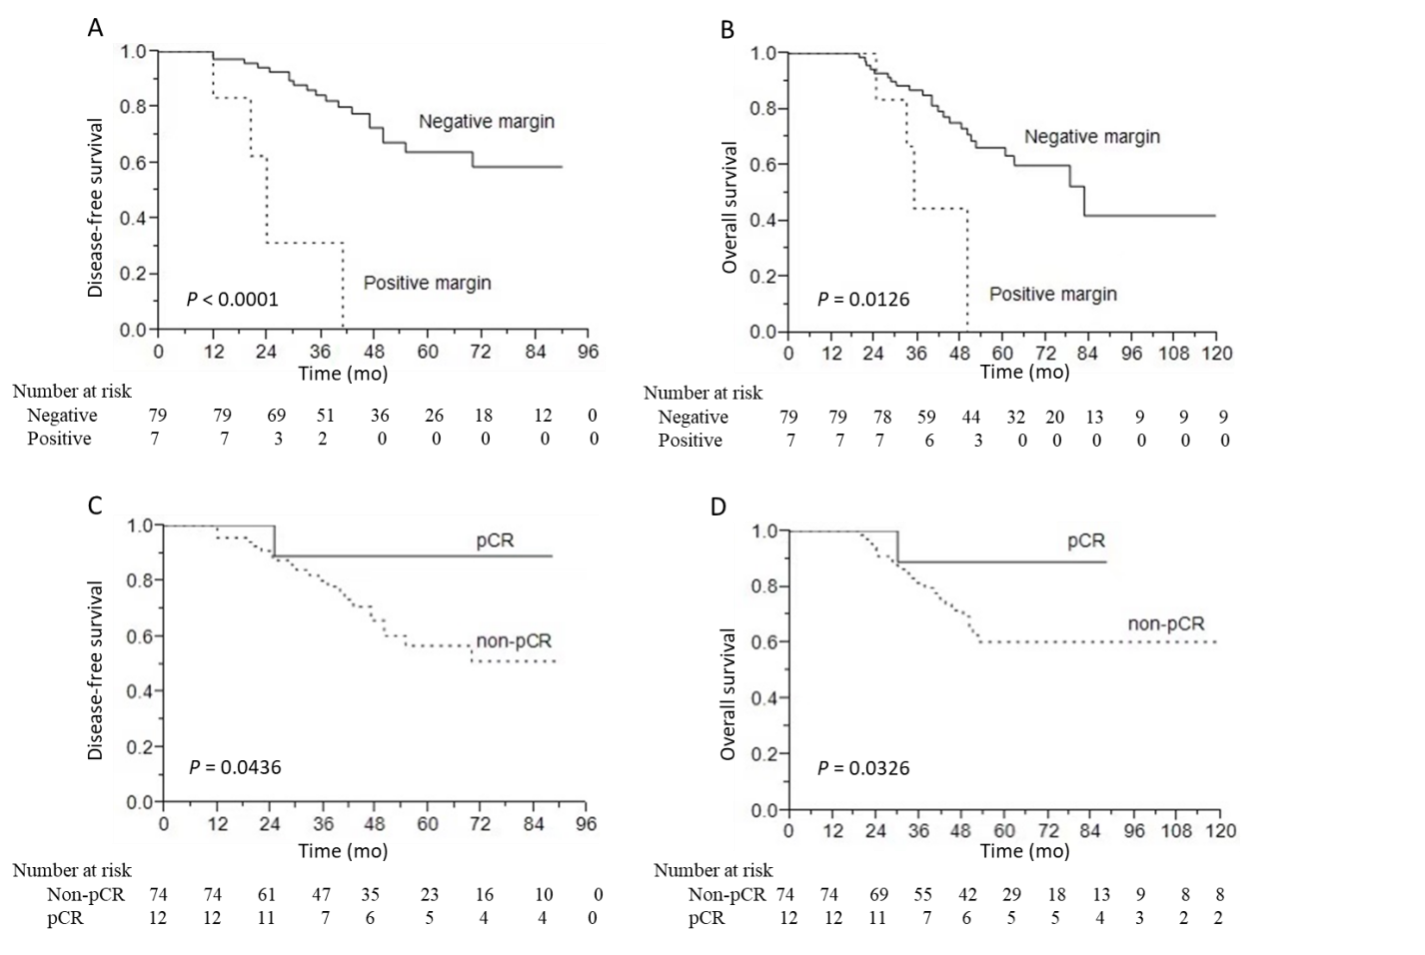 A
Disease-free survival
1.0
0.8
0.6
0.4
0.2
0.0
Negative margin
Positive margin
P < 0.0001
0 12 24 36 48 60 72 84 96
Time (mo)
Number at risk
Negative 79 79 69 51 36 26 18 12 0
Positive 7 7 3 2 0 0 0 0 0
B
Overall survival
1.0
0.8
0.6
0.4
0.2
0.0
Negative margin
Positive margin
P = 0.0126
0 12 24 36 48 60 72 84 96 108 120
Time (mo)
Number at risk
Negative 79 79 78 59 44 32 20 13 9 9 9
Positive 7 7 7 6 3 0 0 0 0 0 0
C
Disease-free survival
1.0
0.8
0.6
0.4
0.2
0.0
pCR
non-pCR
P = 0.0436
0 12 24 36 48 60 72 84 96
Time (mo)
Number at risk
Non-pCR 74 74 61 47 35 23 16 10 0
pCR 12 12 11 7 6 5 4 4 0
D
Overall survival
1.0
0.8
0.6
0.4
0.2
0.0
pCR
non-pCR
P = 0.0326
0 12 24 36 48 60 72 84 96 108 120
Time (mo)
Number at risk
Non-pCR 74 74 69 55 42 29 18 13 9 8 8
pCR 12 12 11 7 6 5 5 4 3 2 2